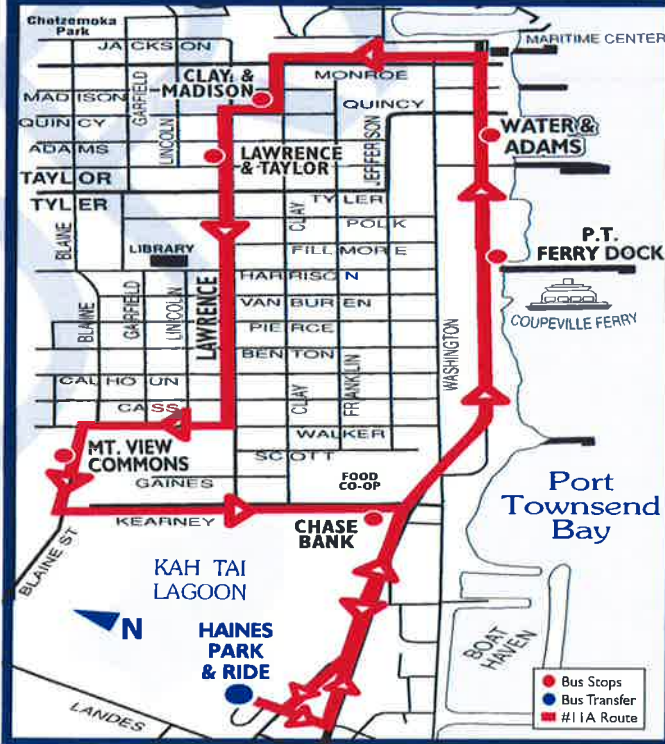 Chetzemoka
Park
JACKSON
MARITIME CENTER
MONROE
CLAY &
MADISON
MADISON
GARFIELD
LINCOLN
QUINCY
QUINCY
ADAMS
JEFFERSON
WATER &
ADAMS
LAWRENCE
& TAYLOR
TAYLOR
TYLER
TYLER
CLAY
POLK
BLAINE
LIBRARY
FILLMORE
P.T.
FERRY DOCK
HARRISON
COUPEVILLE FERRY
BLAINE
GARFIELD
LINCOLN
LAWRENCE
VAN BUREN
PIERCE
BENTON
WASHINGTON
CALHOUN
CLAY
FRANKLIN
CASS
WALKER
MT. VIEW
COMMONS
SCOTT
GAINES
FOOD
CO-OP
Port
Townsend
Bay
KEARNEY
CHASE
BANK
BLAINE ST
KAH TAI
LAGOON
N
HAINES
PARK
& RIDE
BOAT
HAVEN
LANDES
Bus Stops
Bus Transfer
#11A Route